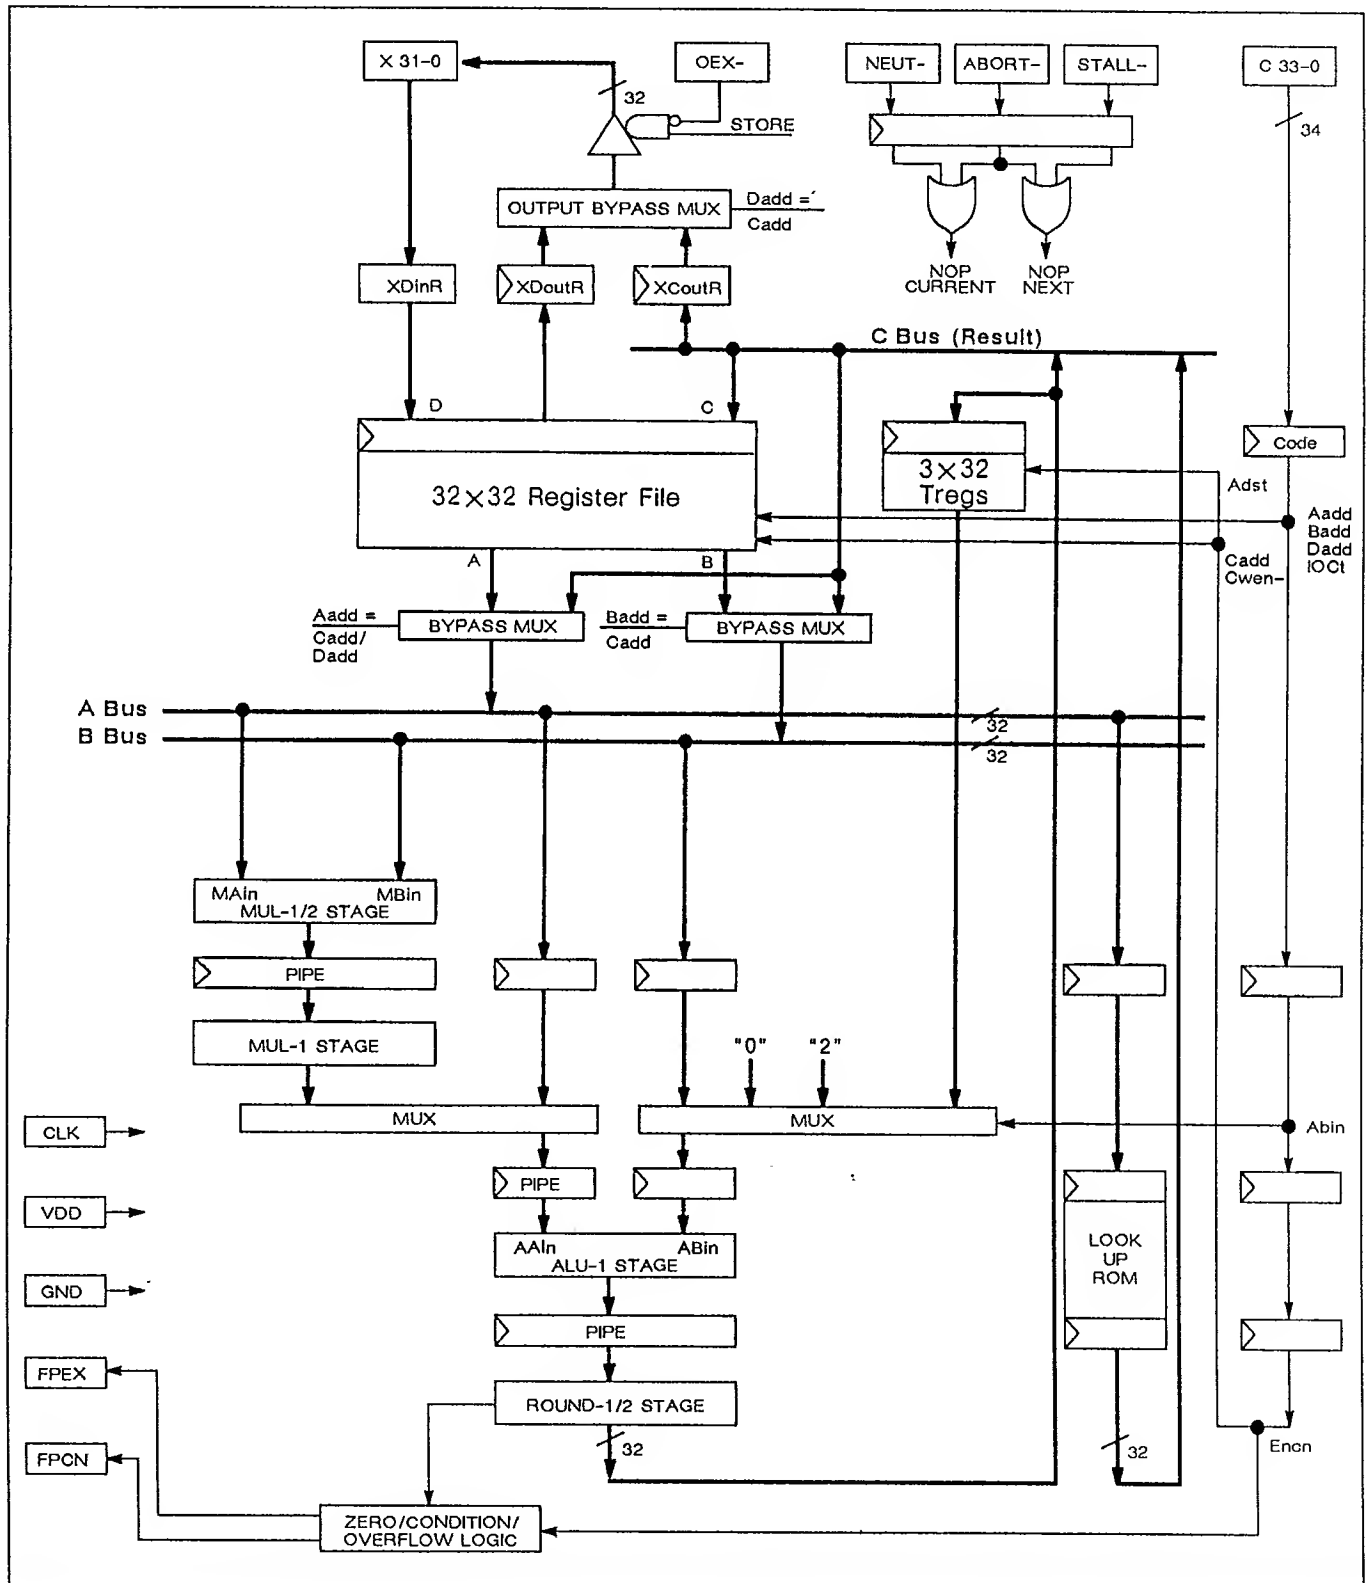 X 31-0
OEX-
NEUT-
ABORT-
STALL-
C 33-0
32
STORE
34
OUTPUT BYPASS MUX
Dadd =
Cadd
NOP
CURRENT
NOP
NEXT
XDinR
XDoutR
XCoutR
C Bus (Result)
D
C
Code
32×32 Register File
3×32
Tregs
Adst
Aadd
Badd
Dadd
IOCt
Cadd
Cwen-
A
B
Aadd =
Cadd/
Dadd
BYPASS MUX
Badd =
Cadd
BYPASS MUX
A Bus
32
B Bus
32
MAin
MBin
MUL-1/2 STAGE
PIPE
MUL-1 STAGE
"0"
"2"
MUX
MUX
Abin
CLK
PIPE
VDD
AAin
ABin
ALU-1 STAGE
LOOK
UP
ROM
GND
PIPE
FPEX
ROUND-1/2 STAGE
32
32
Encn
FPCN
ZERO/CONDITION/
OVERFLOW LOGIC